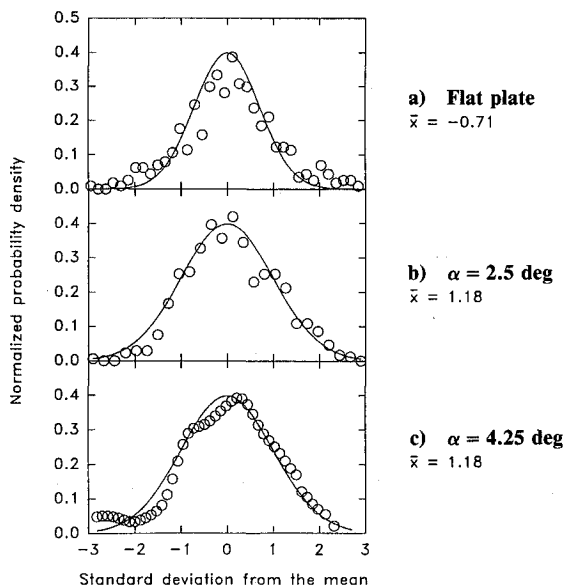 0.5
0.4
0.3
0.2
0.1
0.0
0.4
0.3
0.2
0.1
0.0
0.4
0.3
0.2
0.1
0.0
-3 -2 -1 0 1 2 3
Normalized probability density
Standard deviation from the mean
a) Flat plate
x̄ = -0.71
b) α = 2.5 deg
x̄ = 1.18
c) α = 4.25 deg
x̄ = 1.18